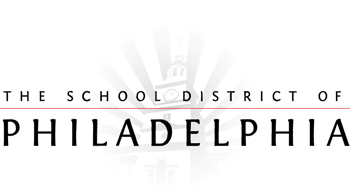 THE SCHOOL DISTRICT OF
PHILADELPHIA